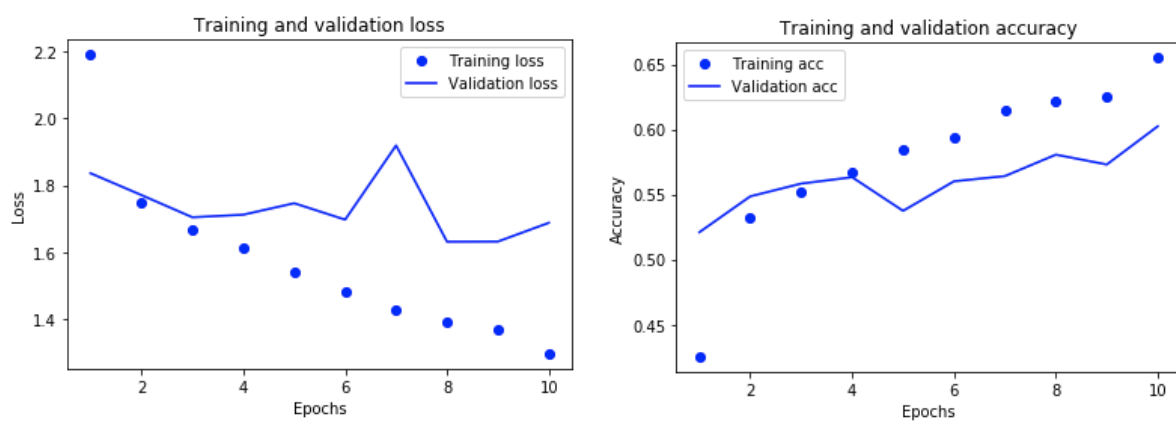 Training and validation loss
2.2
2.0
1.8
1.6
1.4
Loss
Training loss
Validation loss
2
4
6
8
10
Epochs
Training and validation accuracy
0.65
0.60
0.55
0.50
0.45
Accuracy
Training acc
Validation acc
2
4
6
8
10
Epochs